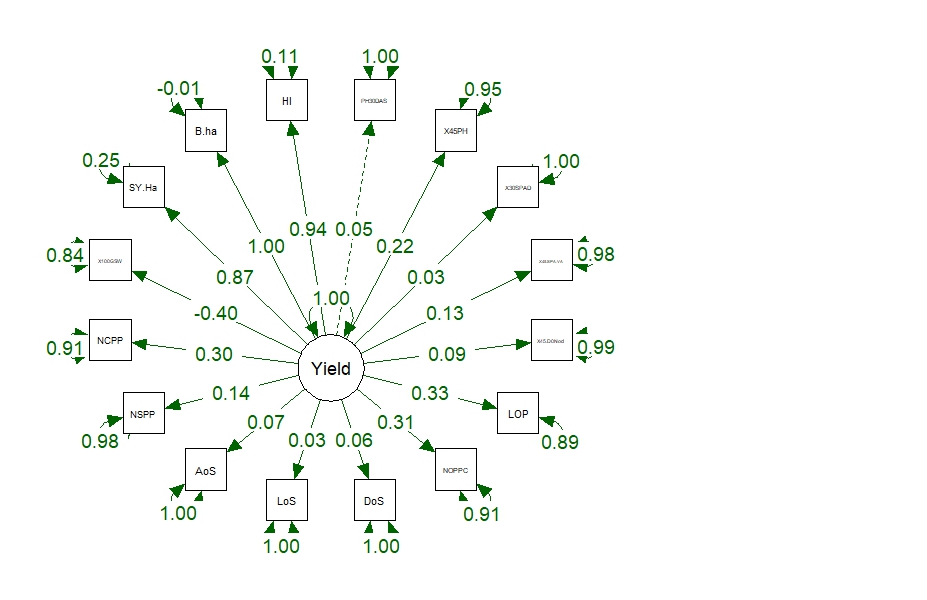 0.11
1.00
-0.01
0.95
HI
PH30DAS
B.ha
X45PH
0.25
1.00
SY.Ha
X30SPAD
0.94
0.05
1.00
0.22
0.84
X100GSW
0.98
0.87
0.03
1.00
-0.40
0.13
0.91
NCPP
0.30
0.09
0.99
Yield
0.14
0.33
NSPP
LOP
0.98
0.07
0.03
0.06
0.31
0.89
AoS
NOPPC
LoS
DoS
1.00
0.91
1.00
1.00